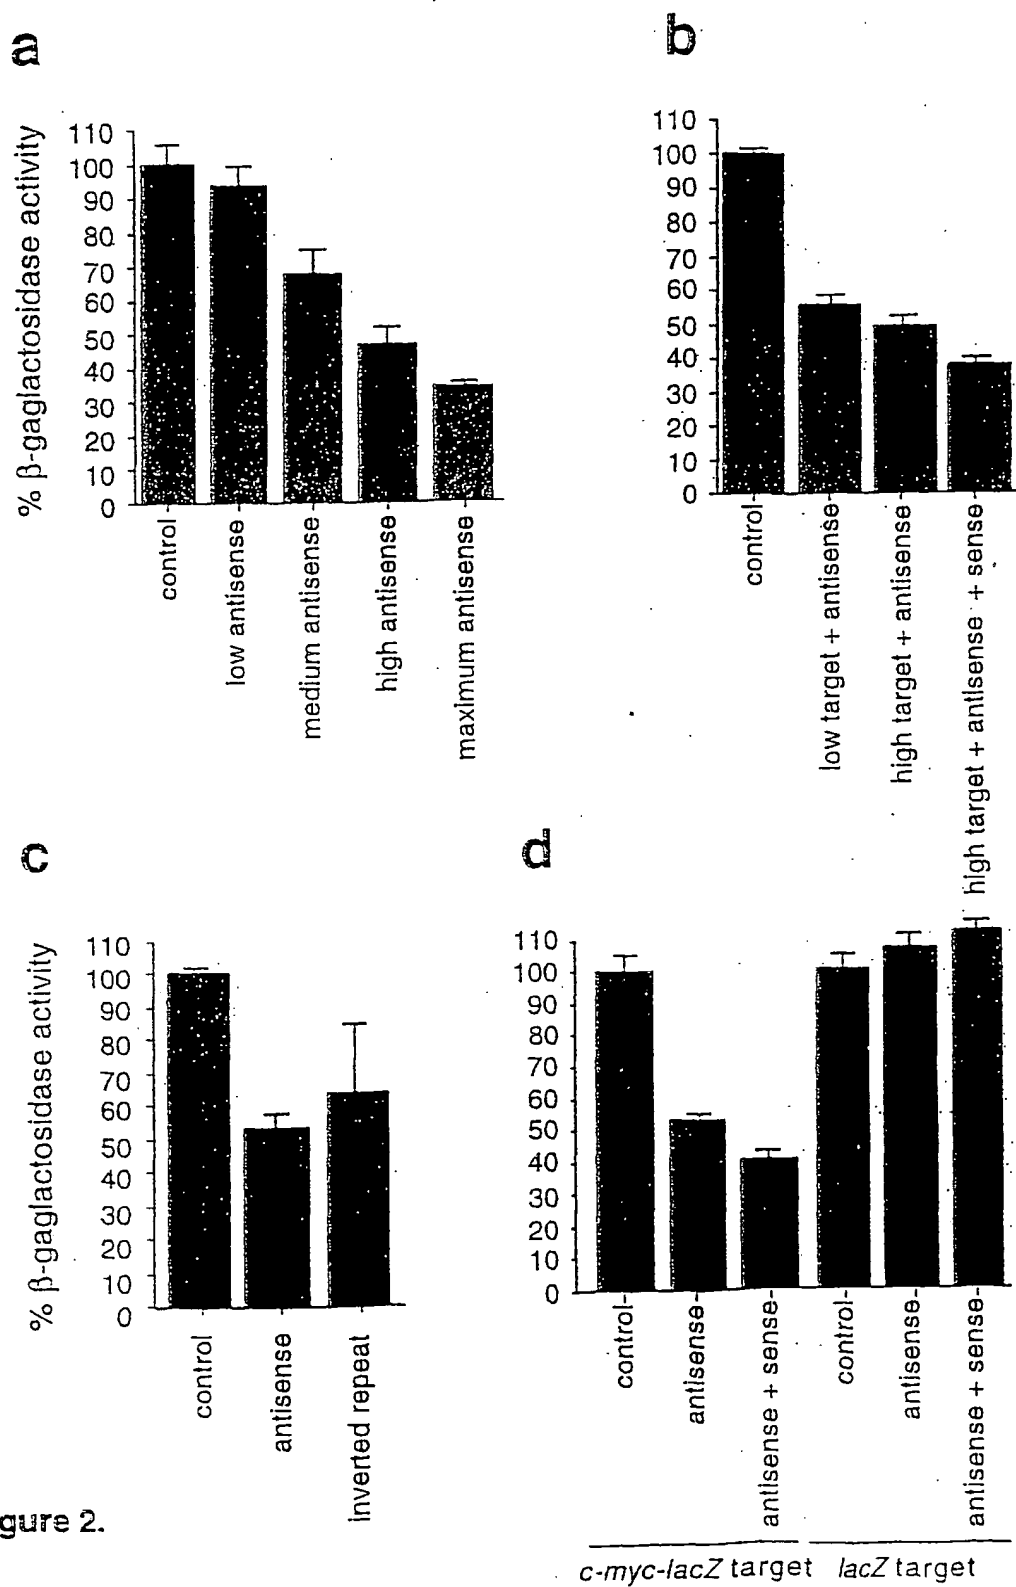 a
% β-gaglactosidase activity
110
100
90
80
70
60
50
40
30
20
10
0
control
low antisense
medium antisense
high antisense
maximum antisense
b
110
100
90
80
70
60
50
40
30
20
10
0
control
low target + antisense
high target + antisense
high target + antisense + sense
c
% β-gaglactosidase activity
110
100
90
80
70
60
50
40
30
20
10
0
control
antisense
inverted repeat
d
110
100
90
80
70
60
50
40
30
20
10
0
control
antisense
antisense + sense
control
antisense
antisense + sense
c-myc-lacZ target
lacZ target
gure 2.